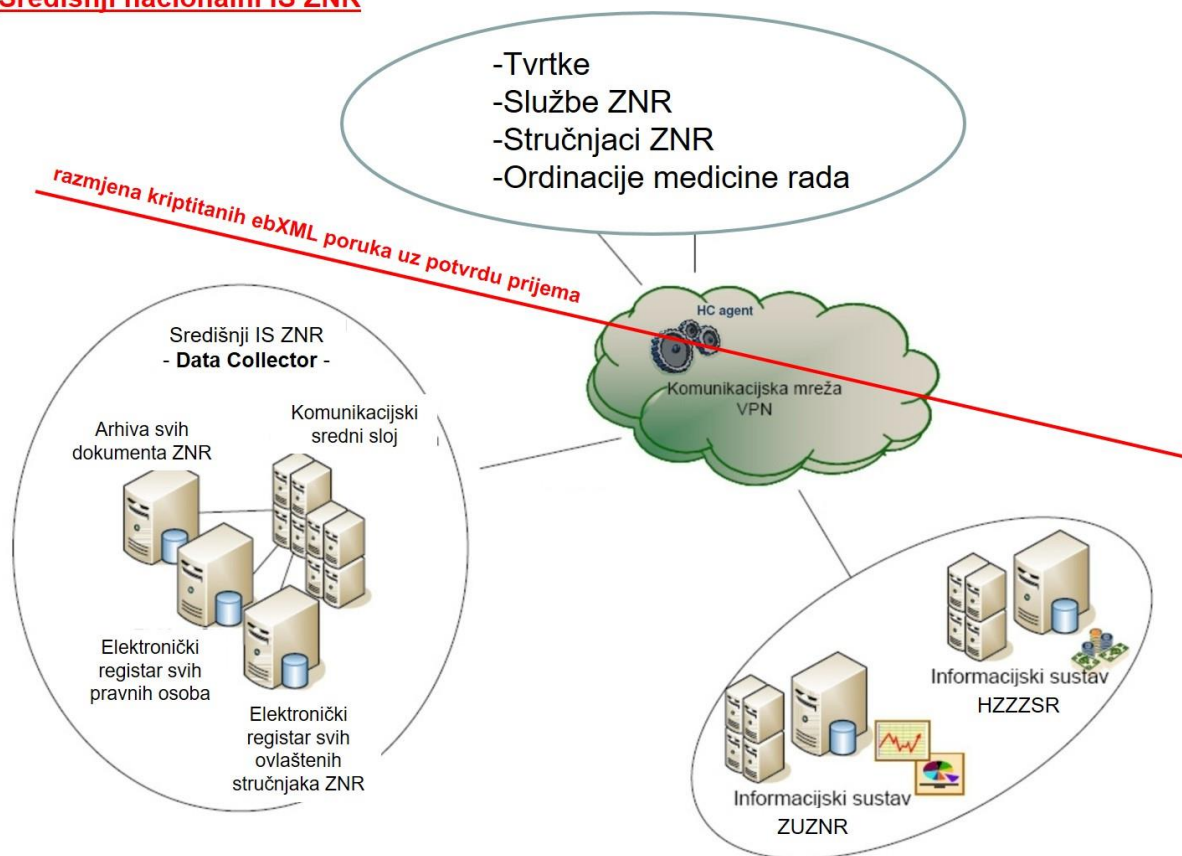 Središnji nacionalni IS ZNR
-Tvrtke
-Službe ZNR
-Stručnjaci ZNR
-Ordinacije medicine rada
razmjena kriptitanih ebXML poruka uz potvrdu prijema
HC agent
Komunikacijska mreža
VPN
Središnji IS ZNR
- Data Collector -
Arhiva svih
dokumenta ZNR
Komunikacijski
sredni sloj
Elektronički
registar svih
pravnih osoba
Elektronički
registar svih
ovlaštenih
stručnjaka ZNR
Informacijski sustav
HZZZSR
Informacijski sustav
ZUZNR